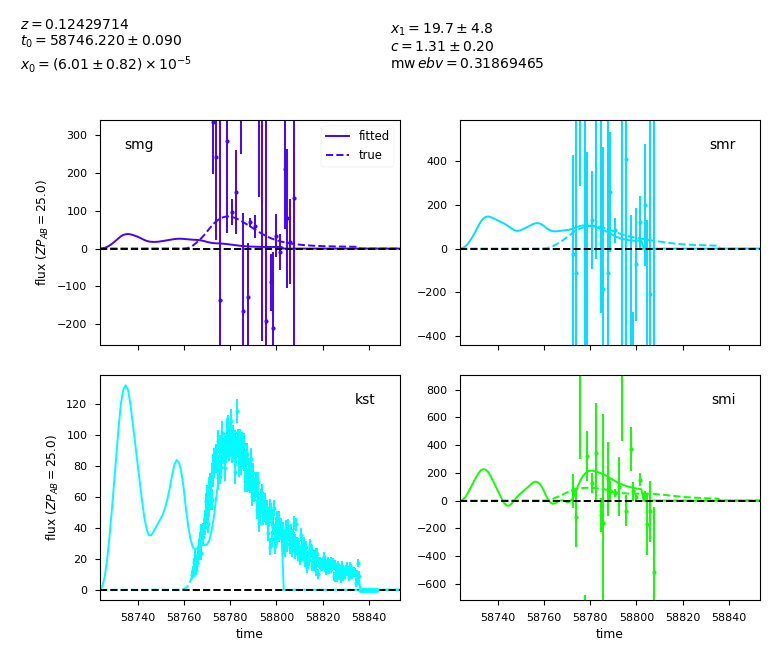 z = 0.12429714
t0 = 58746.220 ± 0.090
x0 = (6.01 ± 0.82) × 10^-5
x1 = 19.7 ± 4.8
c = 1.31 ± 0.20
mw ebv = 0.31869465
smg
fitted
true
300
200
100
0
−100
−200
flux (ZP_AB = 25.0)
smr
400
200
0
−200
−400
kst
120
100
80
60
40
20
0
flux (ZP_AB = 25.0)
58740 58760 58780 58800 58820 58840
time
smi
800
600
400
200
0
−200
−400
−600
58740 58760 58780 58800 58820 58840
time